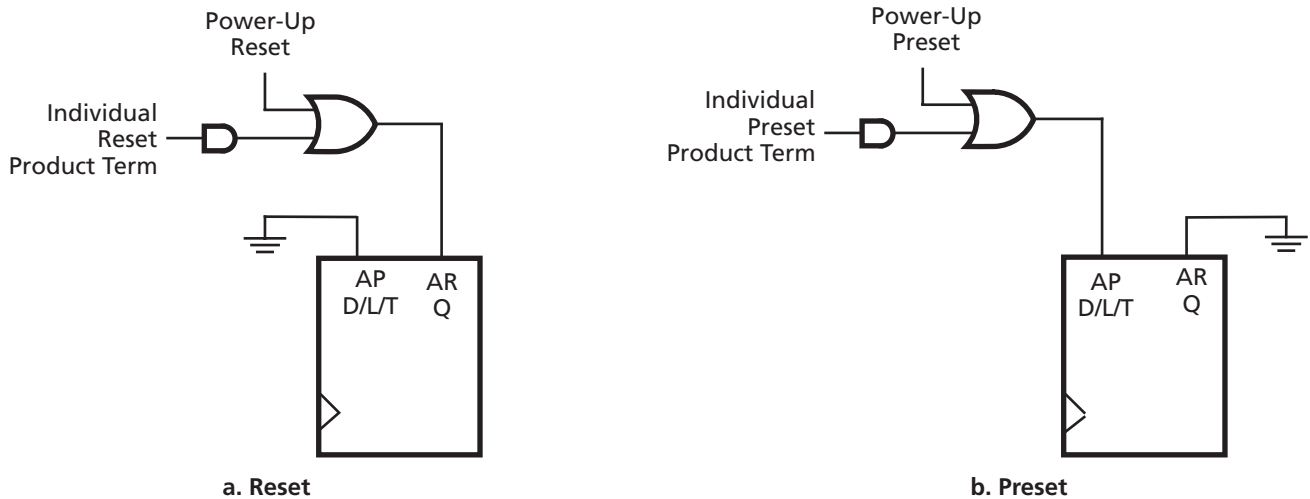 Power-Up
Reset
Individual
Reset
Product Term
AP
AR
D/L/T
Q
a. Reset
Power-Up
Preset
Individual
Preset
Product Term
AP
AR
D/L/T
Q
b. Preset